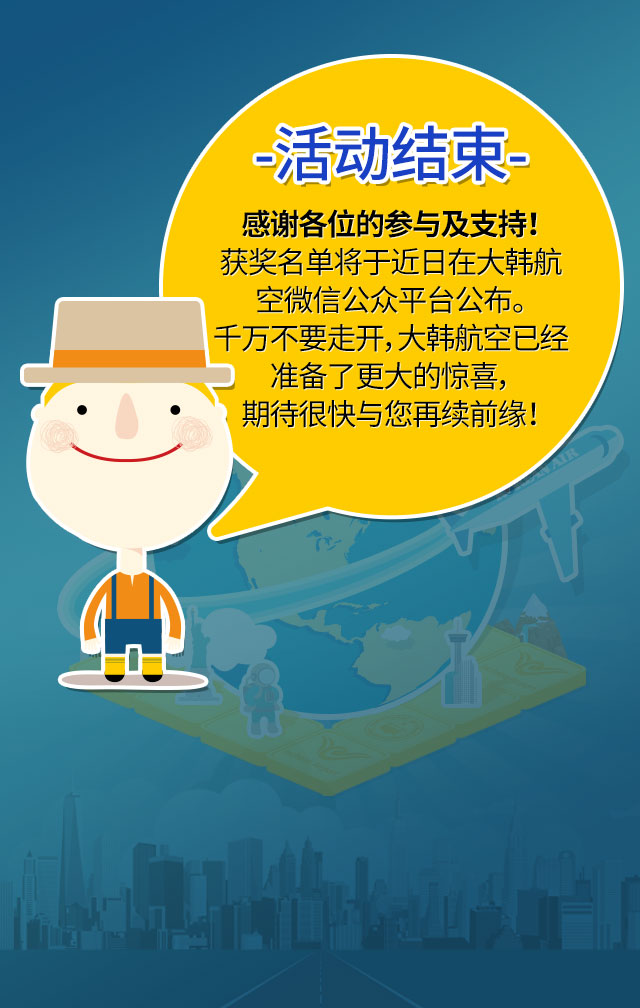 -活动结束-
感谢各位的参与及支持！
获奖名单将于近日在大韩航
空微信公众平台公布。
千万不要走开，大韩航空已经
准备了更大的惊喜，
期待很快与您再续前缘！